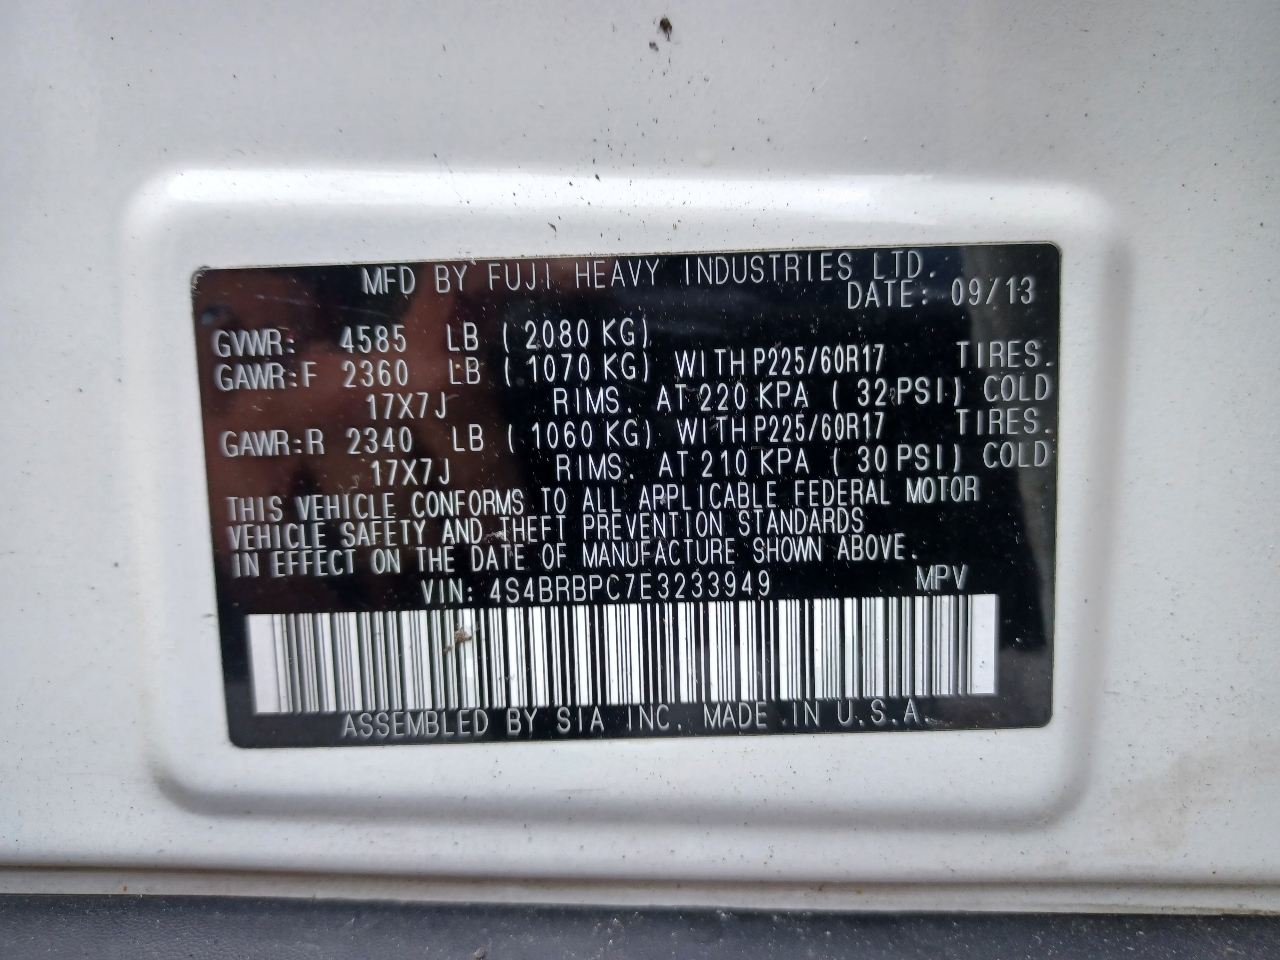 MFD BY FUJI HEAVY INDUSTRIES LTD.
DATE: 09/13
GVWR: 4585 LB (2080 KG)
GAWR:F 2360 LB (1070 KG) WITH P225/60R17 TIRES.
17X7J RIMS. AT 220 KPA (32 PSI) COLD
GAWR:R 2340 LB (1060 KG) WITH P225/60R17 TIRES.
17X7J RIMS. AT 210 KPA (30 PSI) COLD
THIS VEHICLE CONFORMS TO ALL APPLICABLE FEDERAL MOTOR
VEHICLE SAFETY AND THEFT PREVENTION STANDARDS
IN EFFECT ON THE DATE OF MANUFACTURE SHOWN ABOVE.
VIN: 4S4BRBPC7E3233949 MPV
ASSEMBLED BY SIA INC. MADE IN U.S.A.